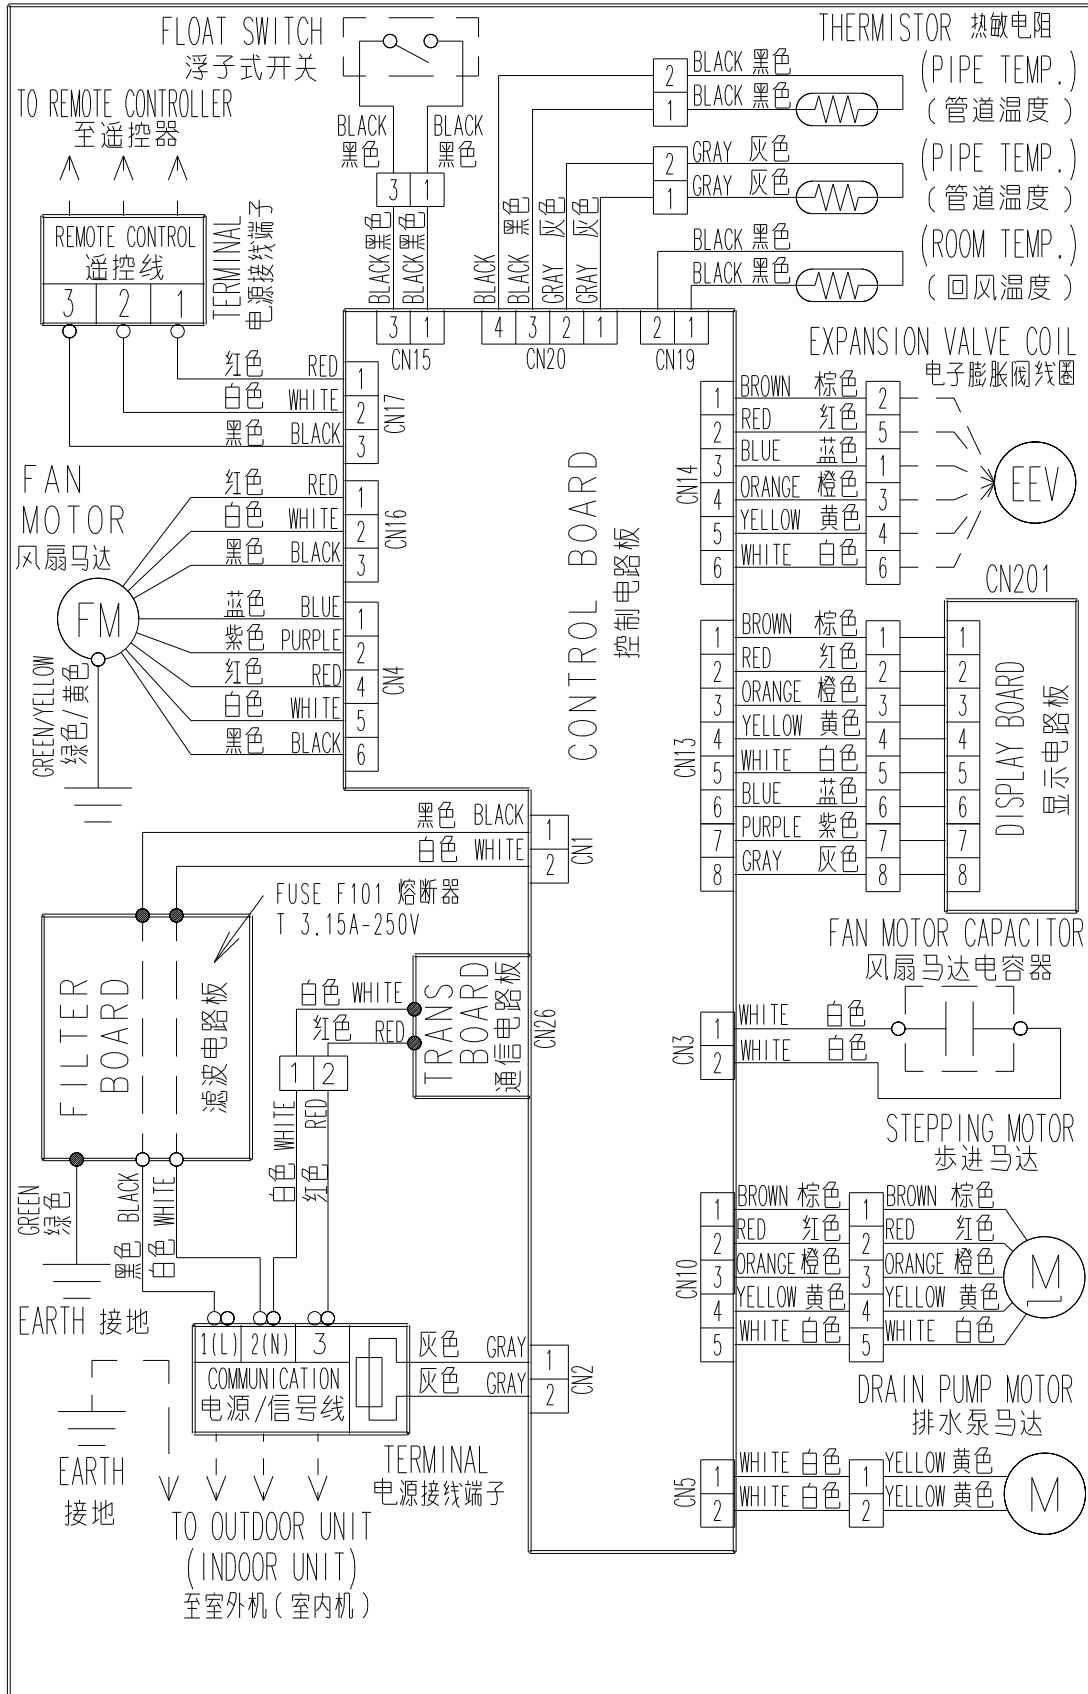 FLOAT SWITCH
浮子式开关
BLACK
黑色
BLACK
黑色
3 1
BLACK 黑色
BLACK 黑色
3 1
CN15
THERMISTOR 热敏电阻
2 BLACK 黑色
1 BLACK 黑色
(PIPE TEMP.)
(管道温度)
2 GRAY 灰色
1 GRAY 灰色
(PIPE TEMP.)
(管道温度)
BLACK 黑色
BLACK 黑色
(ROOM TEMP.)
(回风温度)
BLACK
BLACK 黑色
GRAY 灰色
GRAY 灰色
4 3 2 1
CN20
2 1
CN19
TO REMOTE CONTROLLER
至遥控器
REMOTE CONTROL
遥控线
3 2 1
TERMINAL
电源接线端子
红色 RED 1
白色 WHITE 2
黑色 BLACK 3
CN17
FAN
MOTOR
风扇马达
FM
GREEN/YELLOW
绿色/黄色
红色 RED 1
白色 WHITE 2
黑色 BLACK 3
CN16
蓝色 BLUE 1
紫色 PURPLE 2
红色 RED 4
白色 WHITE 5
黑色 BLACK 6
CN4
CONTROL BOARD
控制电路板
EXPANSION VALVE COIL
电子膨胀阀线圈
CN14
1 BROWN 棕色 2
2 RED 红色 5
3 BLUE 蓝色 1
4 ORANGE 橙色 3
5 YELLOW 黄色 4
6 WHITE 白色 6
EEV
CN201
CN13
1 BROWN 棕色 1 1
2 RED 红色 2 2
3 ORANGE 橙色 3 3
4 YELLOW 黄色 4 4
5 WHITE 白色 5 5
6 BLUE 蓝色 6 6
7 PURPLE 紫色 7 7
8 GRAY 灰色 8 8
DISPLAY BOARD
显示电路板
黑色 BLACK 1
白色 WHITE 2
CN1
FUSE F101 熔断器
T 3.15A-250V
FILTER
BOARD
滤波电路板
TRANS
BOARD
通信电路板
CN26
白色 WHITE
红色 RED
1 2
白色 WHITE
红色 RED
FAN MOTOR CAPACITOR
风扇马达电容器
CN3
1 WHITE 白色
2 WHITE 白色
GREEN
绿色
黑色 BLACK
白色 WHITE
EARTH 接地
STEPPING MOTOR
步进马达
CN10
1 BROWN 棕色 1 BROWN 棕色
2 RED 红色 2 RED 红色
3 ORANGE 橙色 3 ORANGE 橙色
4 YELLOW 黄色 4 YELLOW 黄色
5 WHITE 白色 5 WHITE 白色
M
1(L) 2(N) 3
COMMUNICATION
电源/信号线
灰色 GRAY 1
灰色 GRAY 2
CN2
TERMINAL
电源接线端子
EARTH
接地
TO OUTDOOR UNIT
(INDOOR UNIT)
至室外机(室内机)
DRAIN PUMP MOTOR
排水泵马达
CN5
1 WHITE 白色 1 YELLOW 黄色
2 WHITE 白色 2 YELLOW 黄色
M